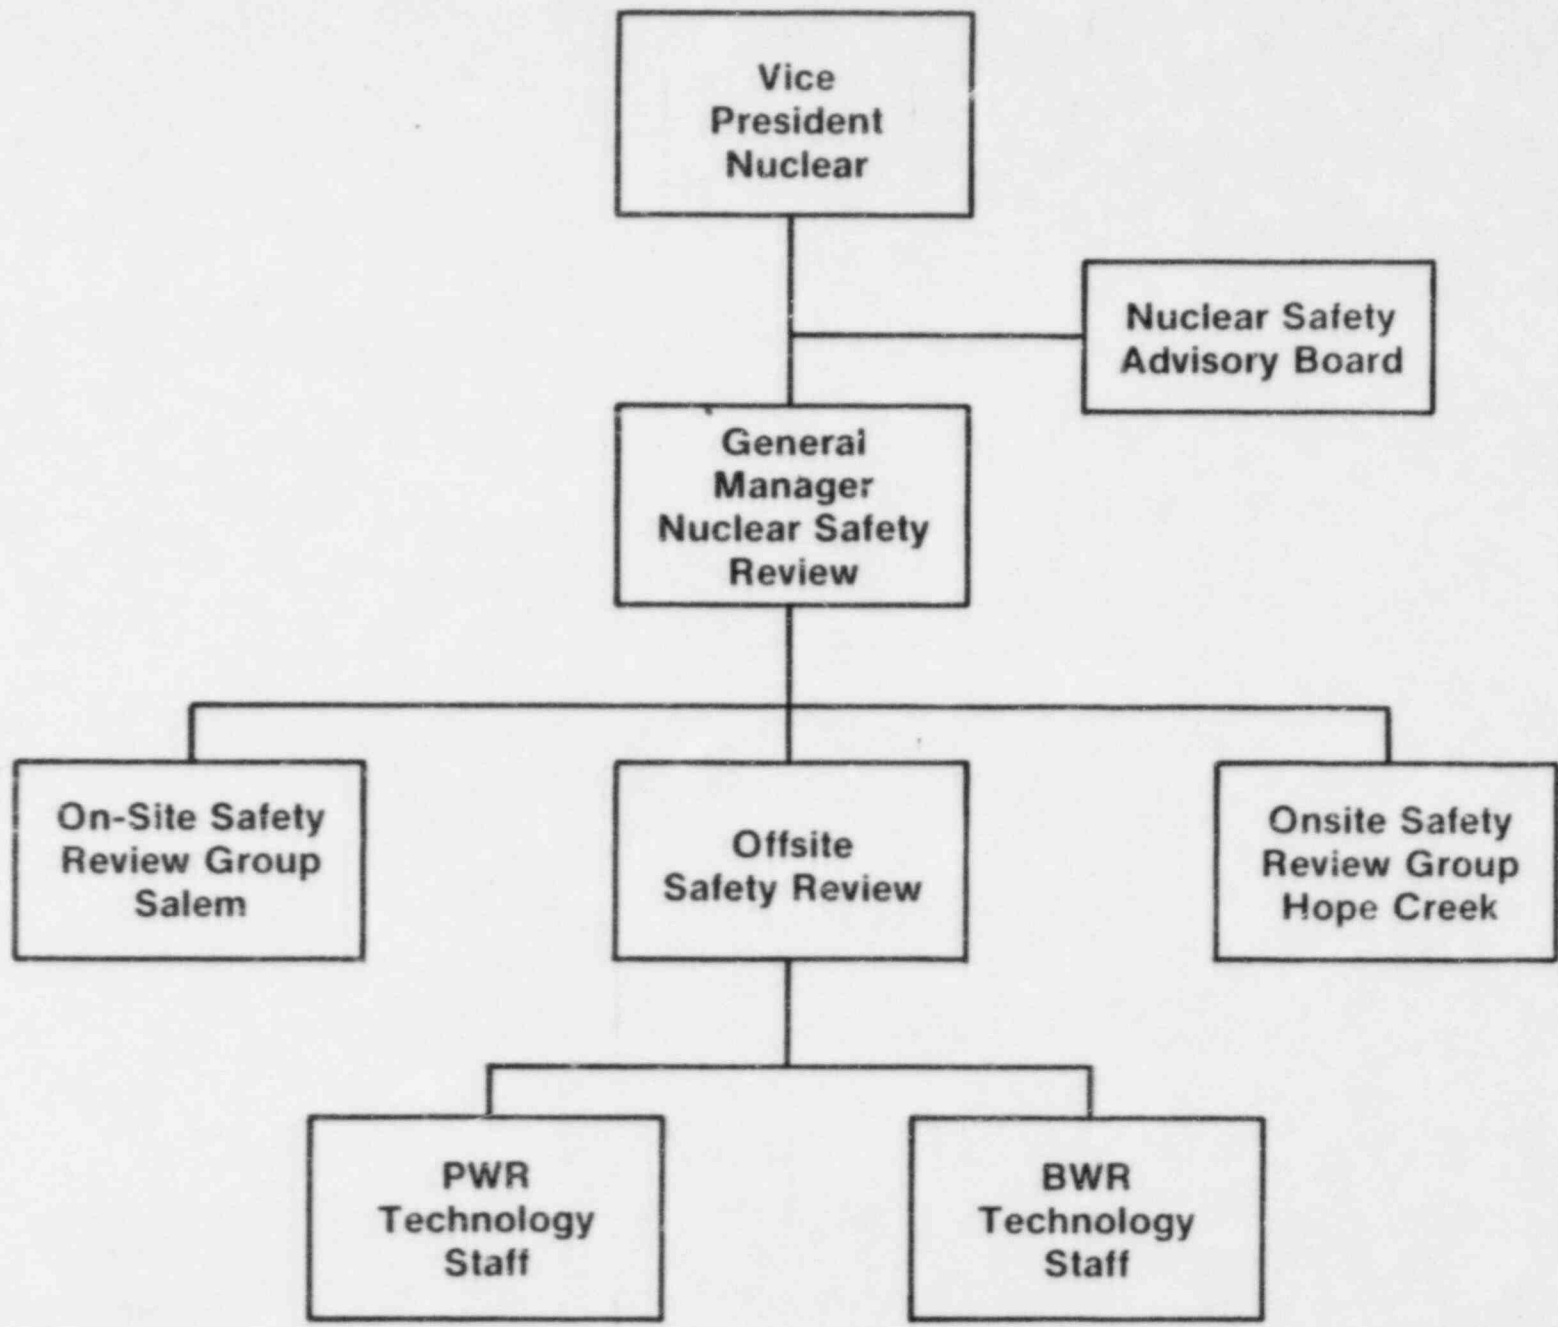 Vice
President
Nuclear
Nuclear Safety
Advisory Board
General
Manager
Nuclear Safety
Review
On-Site Safety
Review Group
Salem
Offsite
Safety Review
Onsite Safety
Review Group
Hope Creek
PWR
Technology
Staff
BWR
Technology
Staff